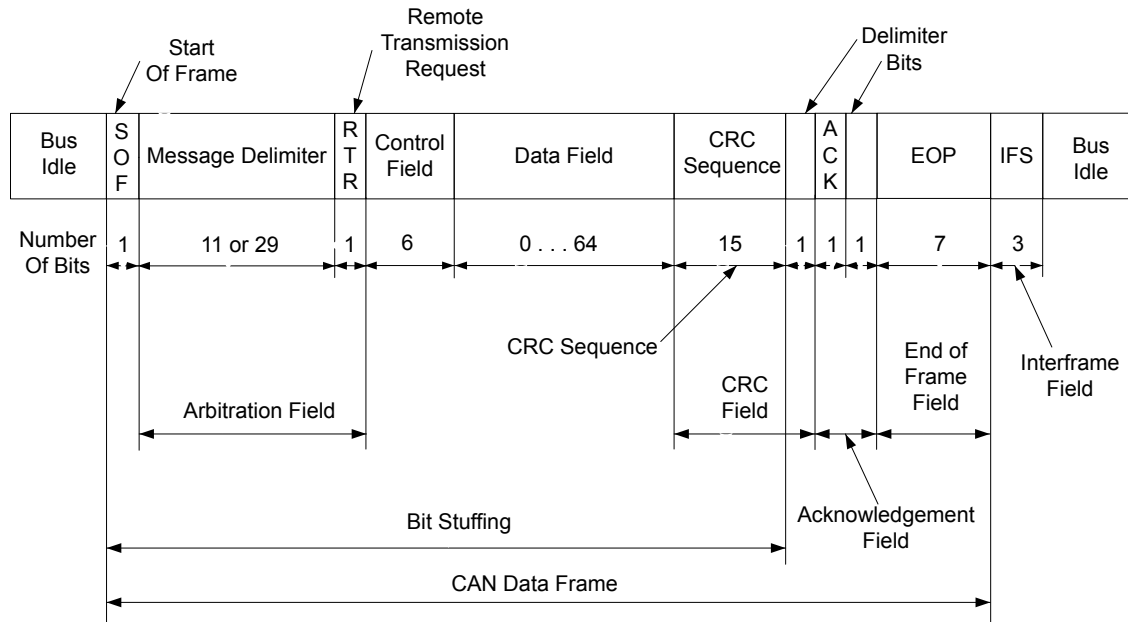 Start
Of Frame
Remote
Transmission
Request
Delimiter
Bits
Bus
Idle
S
O
F
Message Delimiter
R
T
R
Control
Field
Data Field
CRC
Sequence
A
C
K
EOP
IFS
Bus
Idle
Number
Of Bits
1
11 or 29
1
6
0 . . . 64
15
1
1
1
7
3
CRC Sequence
End of
Frame
Field
Interframe
Field
Arbitration Field
CRC
Field
Bit Stuffing
Acknowledgement
Field
CAN Data Frame